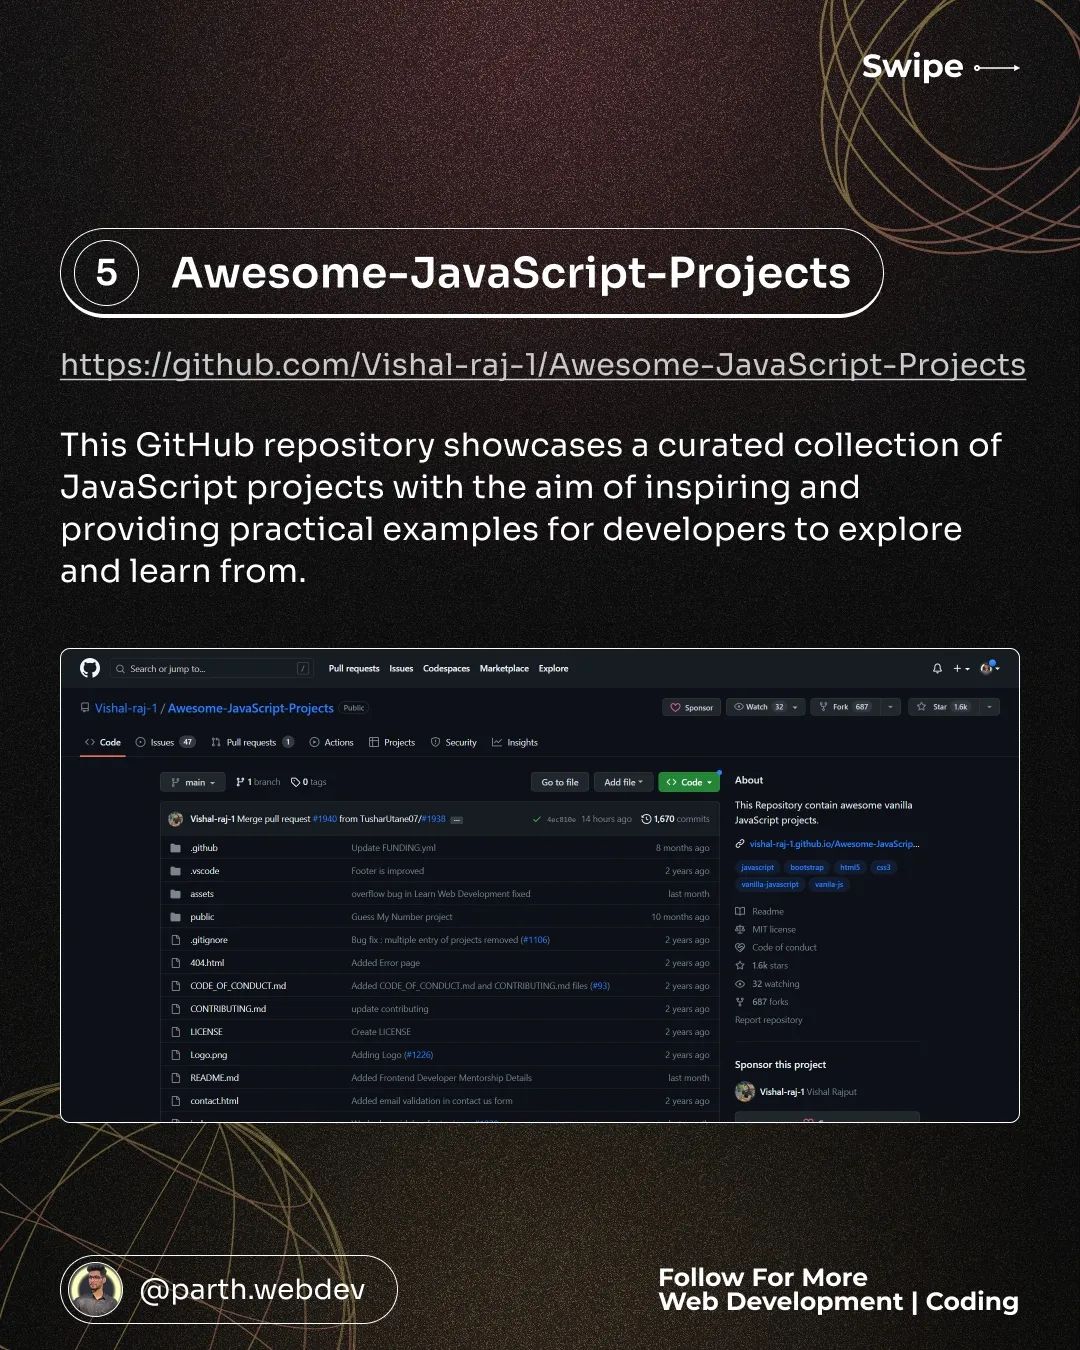 Swipe
5 Awesome-JavaScript-Projects
https://github.com/Vishal-raj-1/Awesome-JavaScript-Projects
This GitHub repository showcases a curated collection of
JavaScript projects with the aim of inspiring and
providing practical examples for developers to explore
and learn from.
Search or jump to... / Pull requests Issues Codespaces Marketplace Explore
Vishal-raj-1 / Awesome-JavaScript-Projects Public Sponsor Watch 32 Fork 687 Star 1.6k
Code Issues 47 Pull requests 1 Actions Projects Security Insights
main 1 branch 0 tags Go to file Add file Code
Vishal-raj-1 Merge pull request #1940 from TusharUtane07/#1938 ... 4ec810e 14 hours ago 1,670 commits
.github Update FUNDING.yml 8 months ago
.vscode Footer is improved 2 years ago
assets overflow bug in Learn Web Development fixed last month
public Guess My Number project 10 months ago
.gitignore Bug fix : multiple entry of projects removed (#1106) 2 years ago
404.html Added Error page 2 years ago
CODE_OF_CONDUCT.md Added CODE_OF_CONDUCT.md and CONTRIBUTING.md files (#93) 2 years ago
CONTRIBUTING.md update contributing 2 years ago
LICENSE Create LICENSE 2 years ago
Logo.png Adding Logo (#1226) 2 years ago
README.md Added Frontend Developer Mentorship Details last month
contact.html Added email validation in contact us form 2 years ago
About
This Repository contain awesome vanilla
JavaScript projects.
vishal-raj-1.github.io/Awesome-JavaScrip...
javascript bootstrap html5 css3
vanilla-javascript vanila-js
Readme
MIT license
Code of conduct
1.6k stars
32 watching
687 forks
Report repository
Sponsor this project
Vishal-raj-1 Vishal Rajput
@parth.webdev
Follow For More
Web Development | Coding